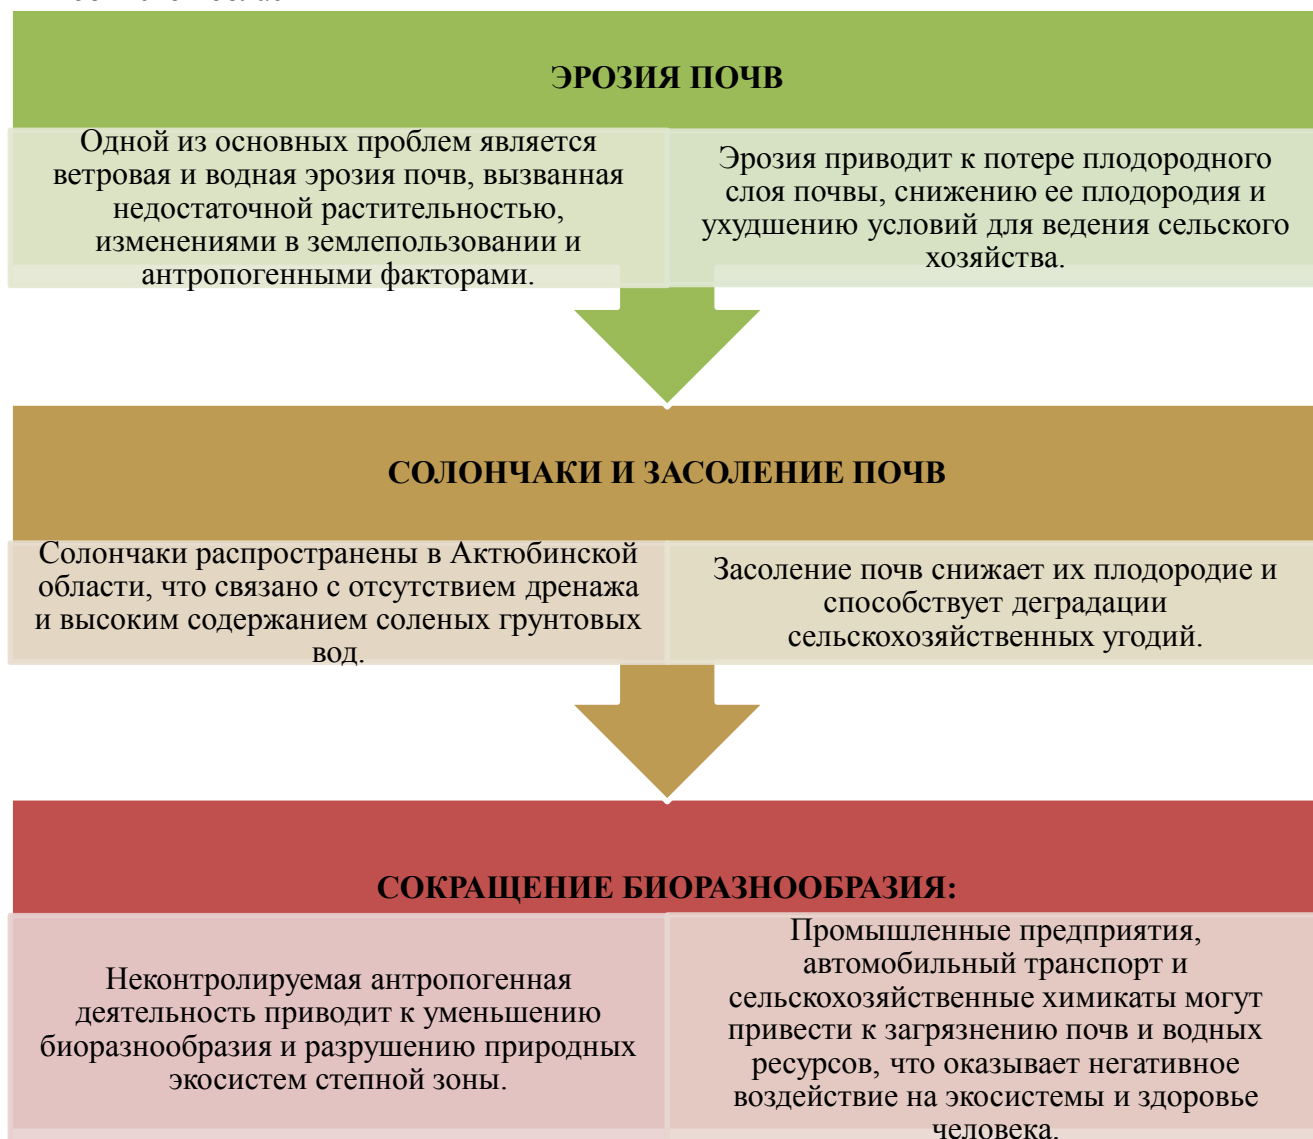 ЭРОЗИЯ ПОЧВ
Одной из основных проблем является
ветровая и водная эрозия почв, вызванная
недостаточной растительностью,
изменениями в землепользовании и
антропогенными факторами.
Эрозия приводит к потере плодородного
слоя почвы, снижению ее плодородия и
ухудшению условий для ведения сельского
хозяйства.
СОЛОНЧАКИ И ЗАСОЛЕНИЕ ПОЧВ
Солончаки распространены в Актюбинской
области, что связано с отсутствием дренажа
и высоким содержанием соленых грунтовых
вод.
Засоление почв снижает их плодородие и
способствует деградации
сельскохозяйственных угодий.
СОКРАЩЕНИЕ БИОРАЗНООБРАЗИЯ:
Неконтролируемая антропогенная
деятельность приводит к уменьшению
биоразнообразия и разрушению природных
экосистем степной зоны.
Промышленные предприятия,
автомобильный транспорт и
сельскохозяйственные химикаты могут
привести к загрязнению почв и водных
ресурсов, что оказывает негативное
воздействие на экосистемы и здоровье
человека.